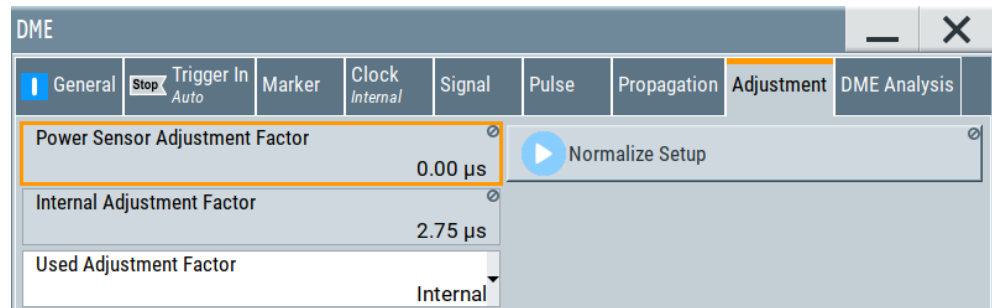 DME
General
Stop
Trigger In
Auto
Marker
Clock
Internal
Signal
Pulse
Propagation
Adjustment
DME Analysis
Power Sensor Adjustment Factor
0.00 µs
Normalize Setup
Internal Adjustment Factor
2.75 µs
Used Adjustment Factor
Internal